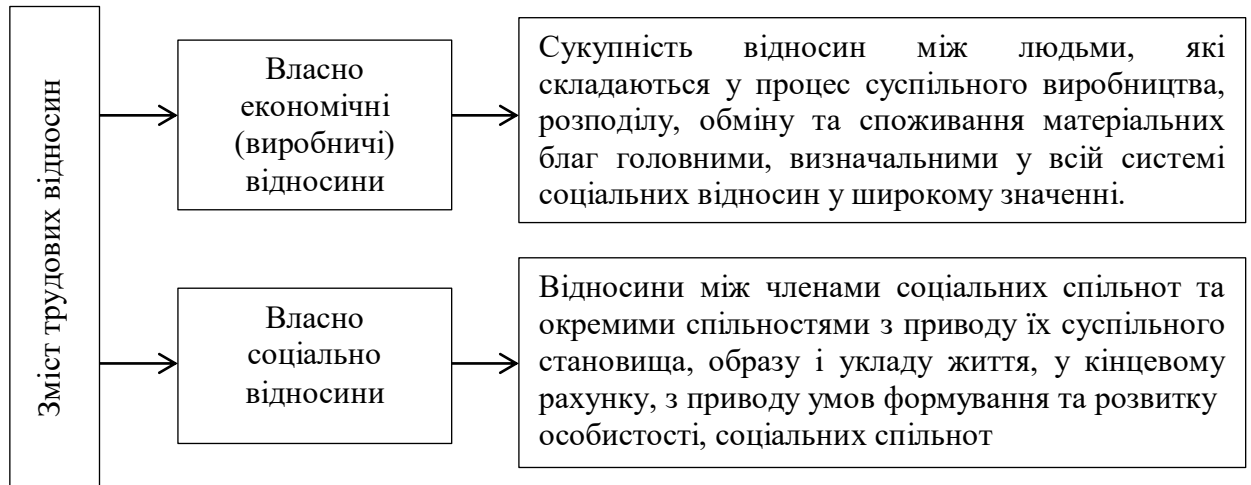 Зміст трудових відносин
Власно
економічні
(виробничі)
відносини
Сукупність відносин між людьми, які
складаються у процес суспільного виробництва,
розподілу, обміну та споживання матеріальних
благ головними, визначальними у всій системі
соціальних відносин у широкому значенні.
Власно
соціально
відносини
Відносини між членами соціальних спільнот та
окремими спільностями з приводу їх суспільного
становища, образу і укладу життя, у кінцевому
рахунку, з приводу умов формування та розвитку
особистості, соціальних спільнот